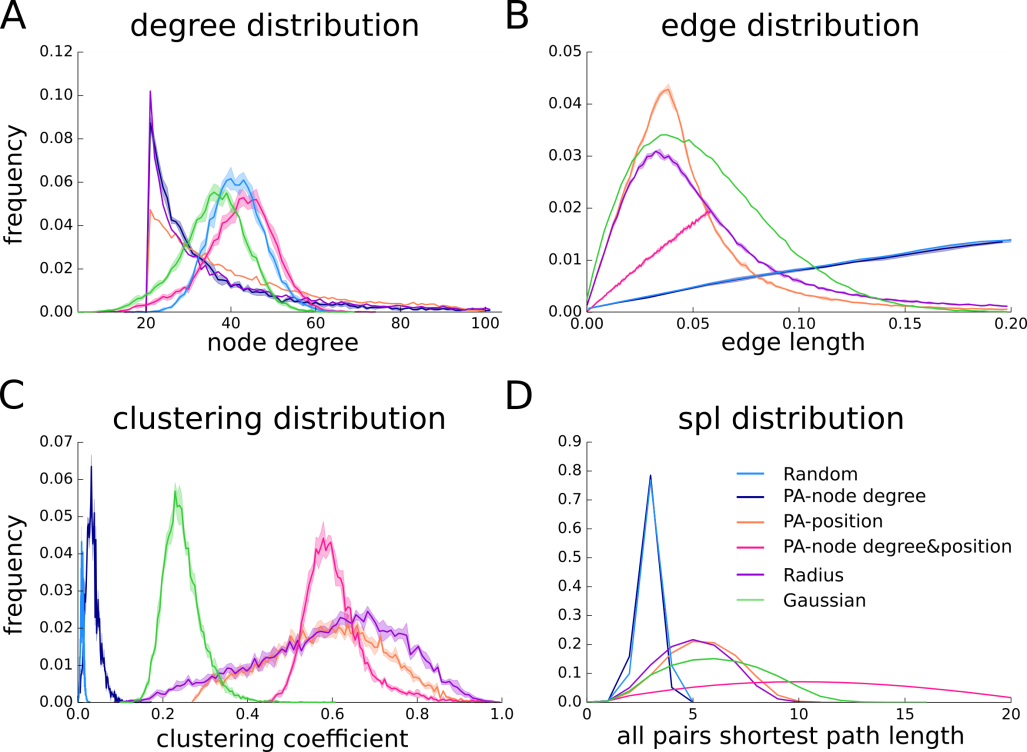 A
degree distribution
0.12
0.10
0.08
0.06
0.04
0.02
0.00
frequency
20
40
60
80
100
node degree
B
edge distribution
0.05
0.04
0.03
0.02
0.01
0.00
0.00
0.05
0.10
0.15
0.20
edge length
C
clustering distribution
0.07
0.06
0.05
0.04
0.03
0.02
0.01
0.00
frequency
0.0
0.2
0.4
0.6
0.8
1.0
clustering coefficient
D
spl distribution
0.9
0.8
0.7
0.6
0.5
0.4
0.3
0.2
0.1
0.0
Random
PA-node degree
PA-position
PA-node degree&position
Radius
Gaussian
0
5
10
15
20
all pairs shortest path length